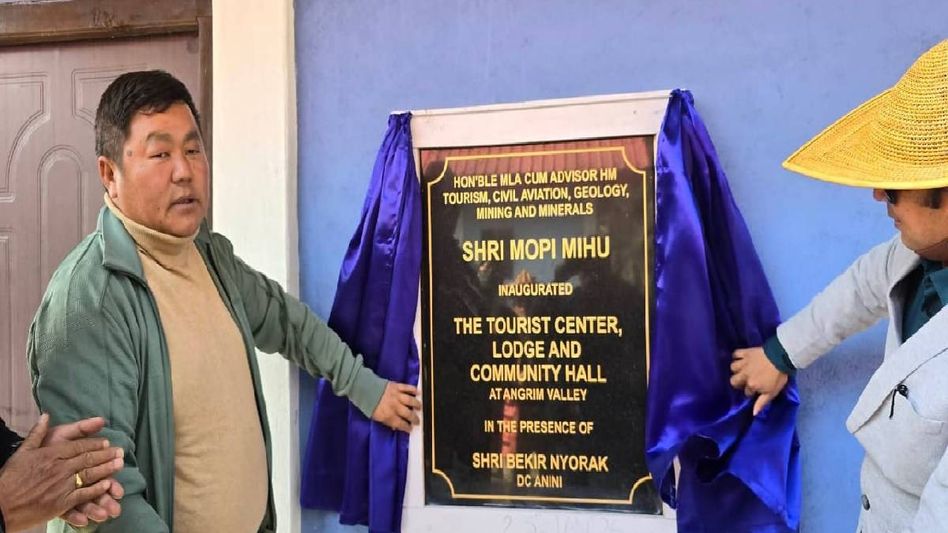 HON'BLE MLA CUM ADVISOR HM
TOURISM, CIVIL AVIATION, GEOLOGY,
MINING AND MINERALS
SHRI MOPI MIHU
INAUGURATED
THE TOURIST CENTER,
LODGE AND
COMMUNITY HALL
AT ANGRIM VALLEY
IN THE PRESENCE OF
SHRI BEKIR NYORAK
DC ANINI